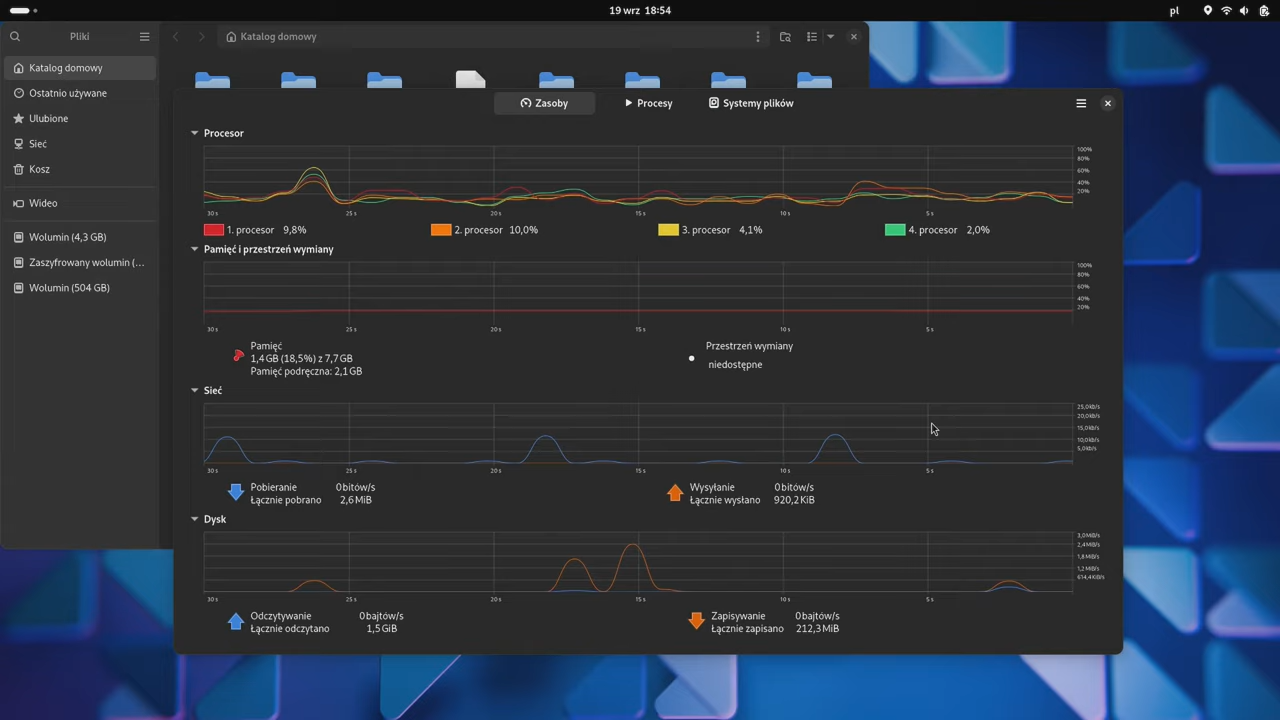 19 wrz 18:54
pl
Pliki
Katalog domowy
Katalog domowy
Ostatnio używane
Ulubione
Sieć
Kosz
Wideo
Wolumin (4,3 GB)
Zaszyfrowany wolumin (…
Wolumin (504 GB)
Zasoby
Procesy
Systemy plików
Procesor
100%
80%
60%
40%
20%
30 s 25 s 20 s 15 s 10 s 5 s
1. procesor 9,8%
2. procesor 10,0%
3. procesor 4,1%
4. procesor 2,0%
Pamięć i przestrzeń wymiany
100%
80%
60%
40%
20%
30 s 25 s 20 s 15 s 10 s 5 s
Pamięć
1,4 GB (18,5%) z 7,7 GB
Pamięć podręczna: 2,1 GB
Przestrzeń wymiany
niedostępne
Sieć
25,0 kb/s
20,0 kb/s
15,0 kb/s
10,0 kb/s
5,0 kb/s
30 s 25 s 20 s 15 s 10 s 5 s
Pobieranie 0 bitów/s
Łącznie pobrano 2,6 MiB
Wysyłanie 0 bitów/s
Łącznie wysłano 920,2 KiB
Dysk
3,0 MiB/s
2,4 MiB/s
1,8 MiB/s
1,2 MiB/s
614,4 KiB/s
30 s 25 s 20 s 15 s 10 s 5 s
Odczytywanie 0 bajtów/s
Łącznie odczytano 1,5 GiB
Zapisywanie 0 bajtów/s
Łącznie zapisano 212,3 MiB